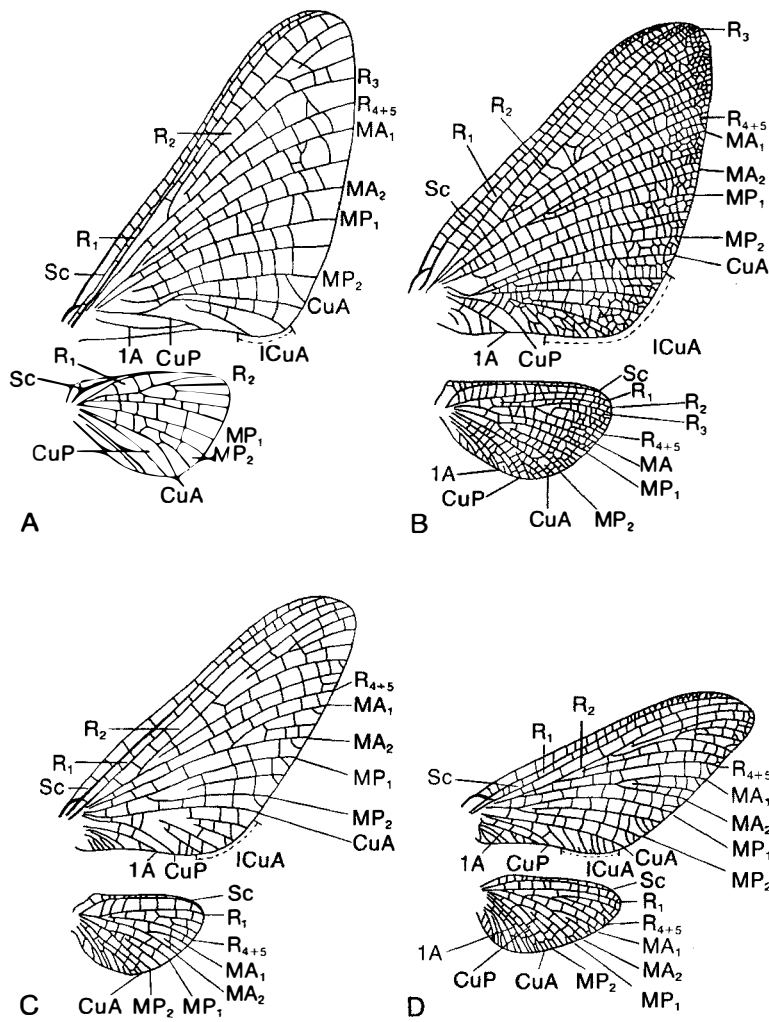 R₃
R₄₊₅
MA₁
R₂
MA₂
MP₁
R₁
Sc
MP₂
CuA
1A CuP ICuA
R₁
Sc
R₂
MP₁
CuP
MP₂
CuA
A
R₃
R₂
R₁
R₄₊₅
MA₁
MA₂
Sc
MP₁
MP₂
CuA
1A CuP
ICuA
Sc
R₁
R₂
R₃
R₄₊₅
MA
1A
MP₁
CuP
CuA MP₂
B
R₄₊₅
MA₁
R₂
MA₂
R₁
MP₁
Sc
MP₂
CuA
1A CuP ICuA
Sc
R₁
R₄₊₅
MA₁
MA₂
CuA MP₂ MP₁
C
R₂
R₁
Sc
R₄₊₅
MA₁
MA₂
MP₁
1A CuP ICuA CuA
MP₂
Sc
R₁
R₄₊₅
1A
MA₁
CuP
MA₂
CuA MP₂
MP₁
D